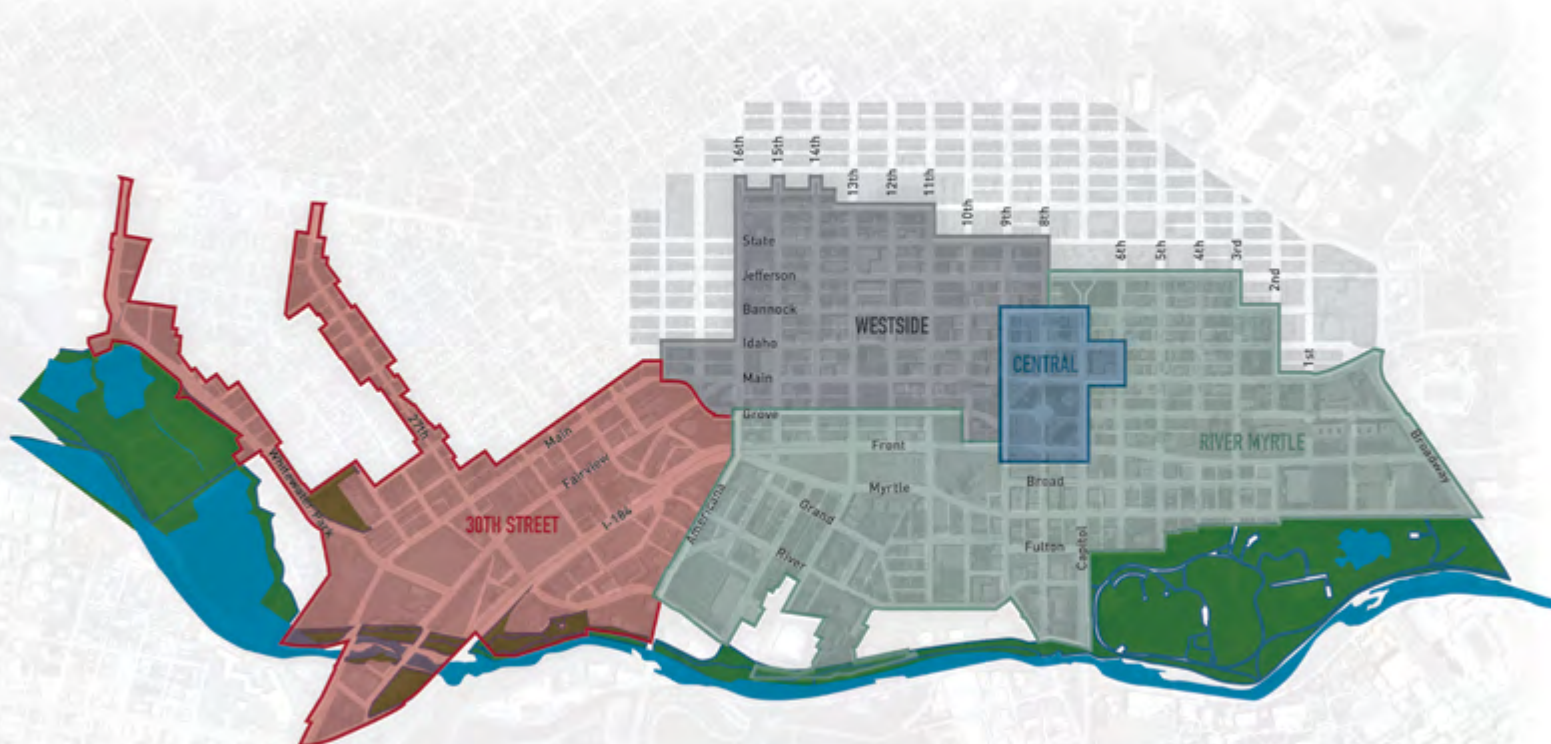 16th
15th
14th
13th
12th
11th
10th
9th
8th
6th
5th
4th
3rd
2nd
1st
State
Jefferson
Bannock
Idaho
Main
Grove
WESTSIDE
CENTRAL
RIVER MYRTLE
30TH STREET
27th
Main
Fairview
I-184
Whitewater Park
Americana
Front
Myrtle
Grand
River
Broad
Fulton
Capitol
Broadway